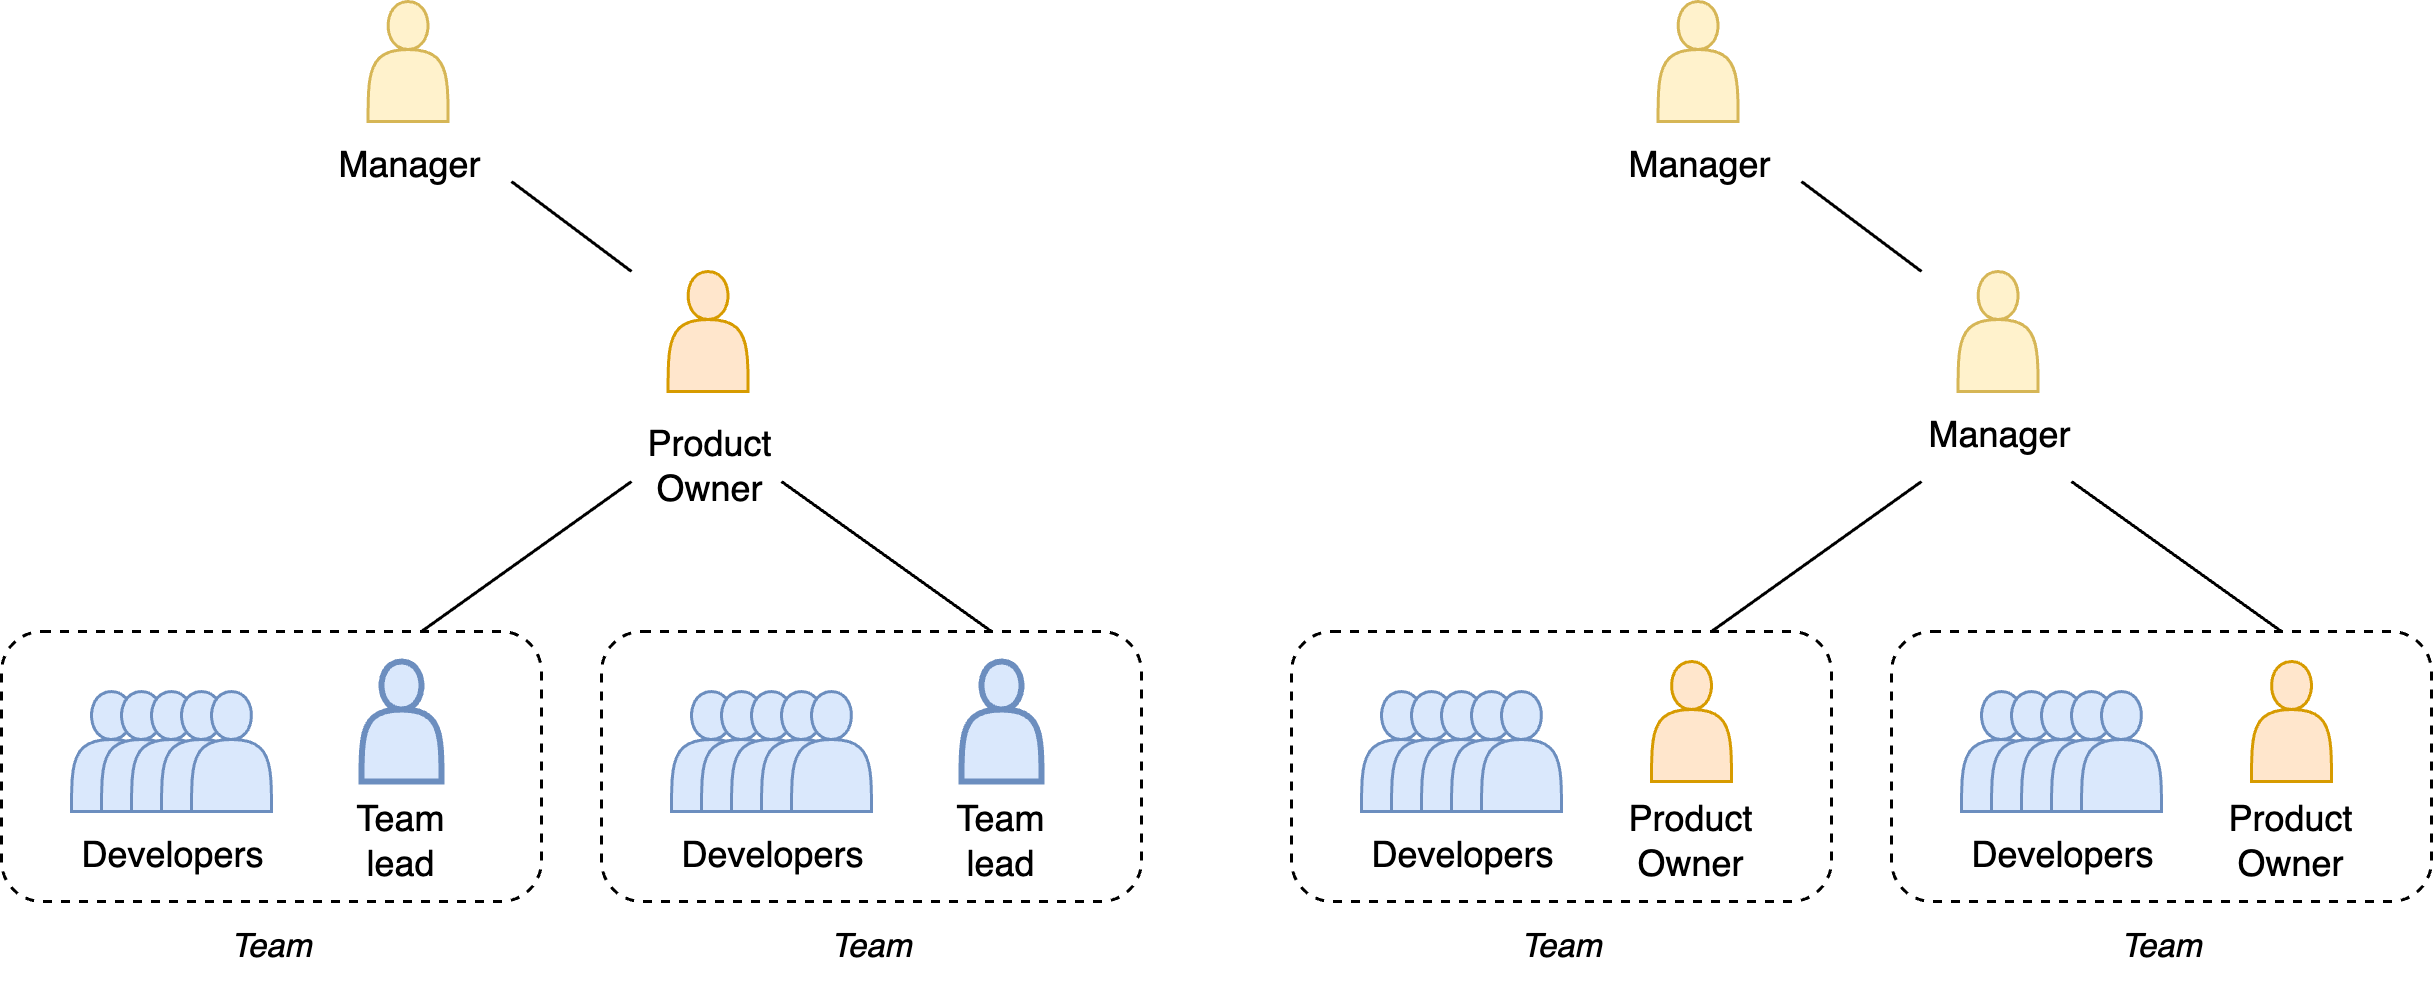 Manager
Product
Owner
Developers
Team
lead
Team
Developers
Team
lead
Team
Manager
Manager
Developers
Product
Owner
Team
Developers
Product
Owner
Team